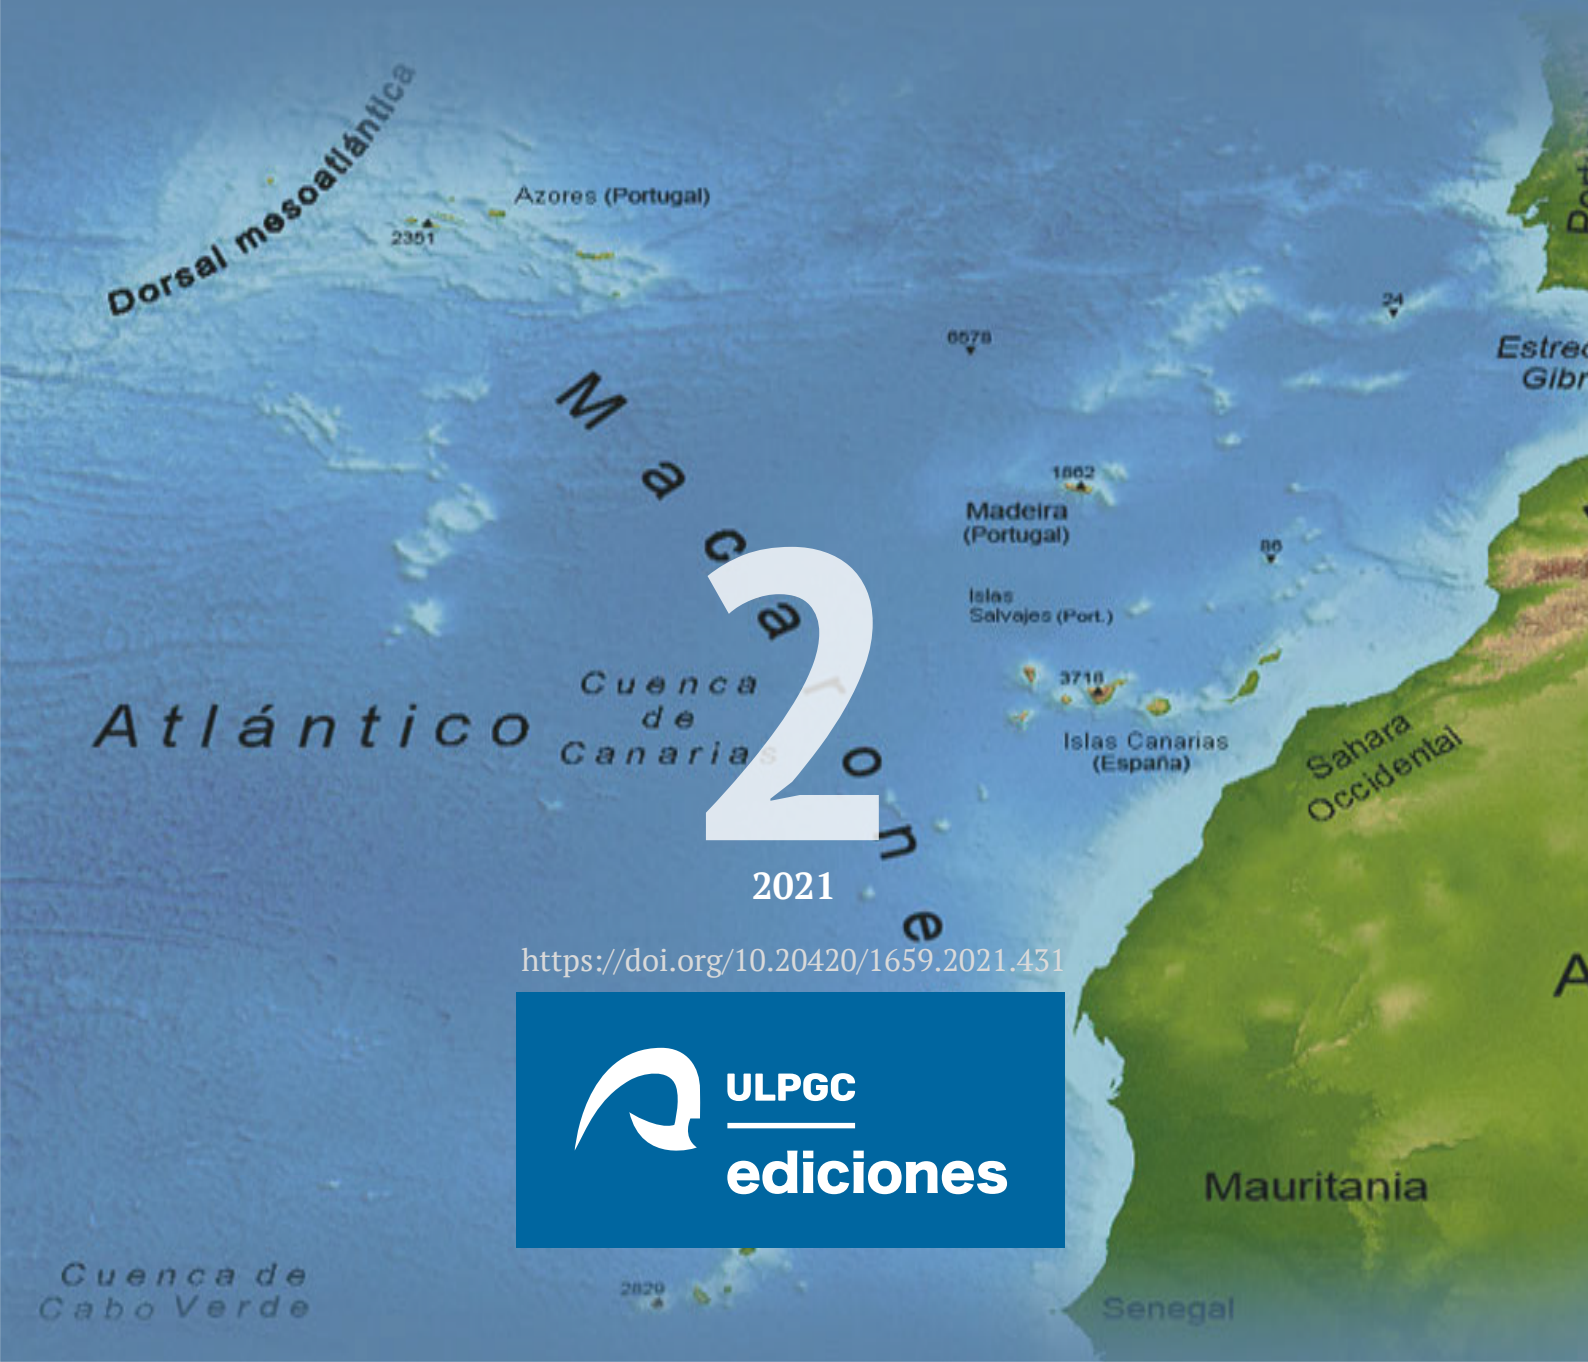 Dorsal mesoatlántica
Azores (Portugal)
2351
24
6578
Macarone
1862
Madeira
(Portugal)
86
Islas
Salvajes (Port.)
Cuenca
de
Canarias
3718
Islas Canarias
(España)
Sahara
Occidental
Atlántico
2
2021
https://doi.org/10.20420/1659.2021.431
ULPGC
ediciones
Mauritania
Cuenca de
Cabo Verde
2829
Senegal